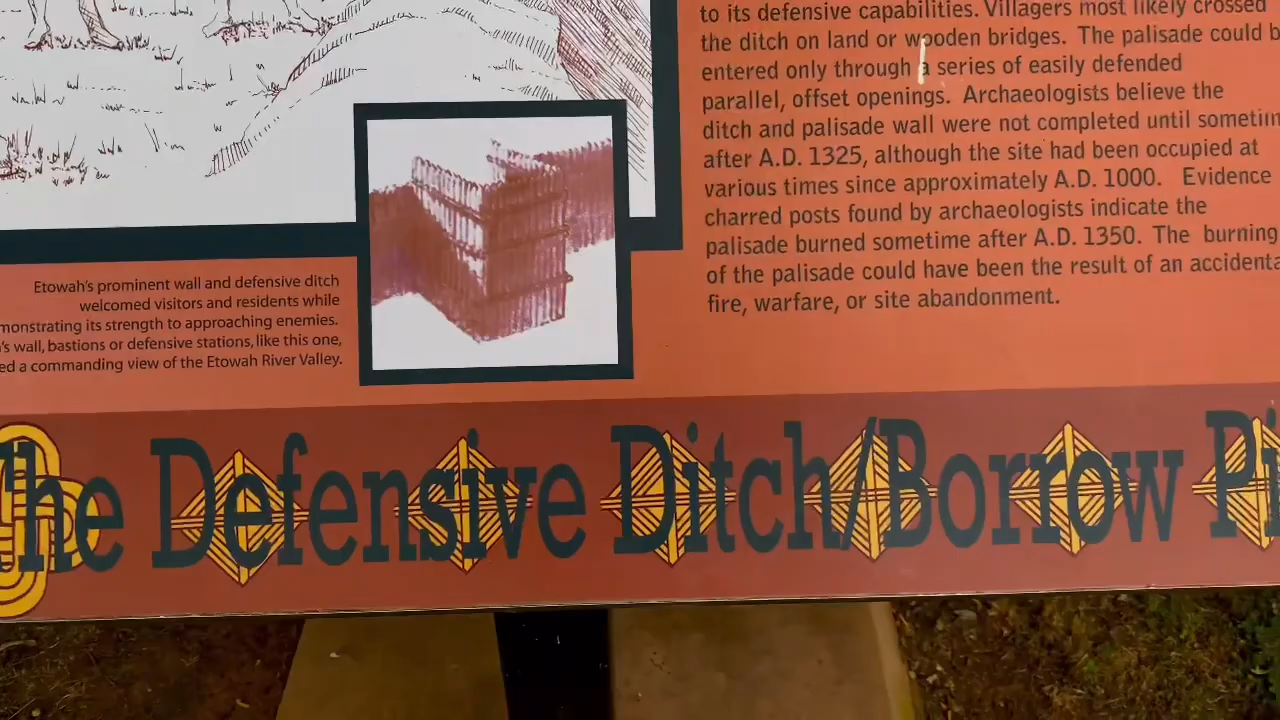 to its defensive capabilities. Villagers most likely crossed
the ditch on land or wooden bridges. The palisade could b
entered only through a series of easily defended
parallel, offset openings. Archaeologists believe the
ditch and palisade wall were not completed until sometim
after A.D. 1325, although the site had been occupied at
various times since approximately A.D. 1000. Evidence
charred posts found by archaeologists indicate the
palisade burned sometime after A.D. 1350. The burning
of the palisade could have been the result of an accidenta
fire, warfare, or site abandonment.
Etowah's prominent wall and defensive ditch
welcomed visitors and residents while
monstrating its strength to approaching enemies.
's wall, bastions or defensive stations, like this one,
ed a commanding view of the Etowah River Valley.
The Defensive Ditch/Borrow Pi